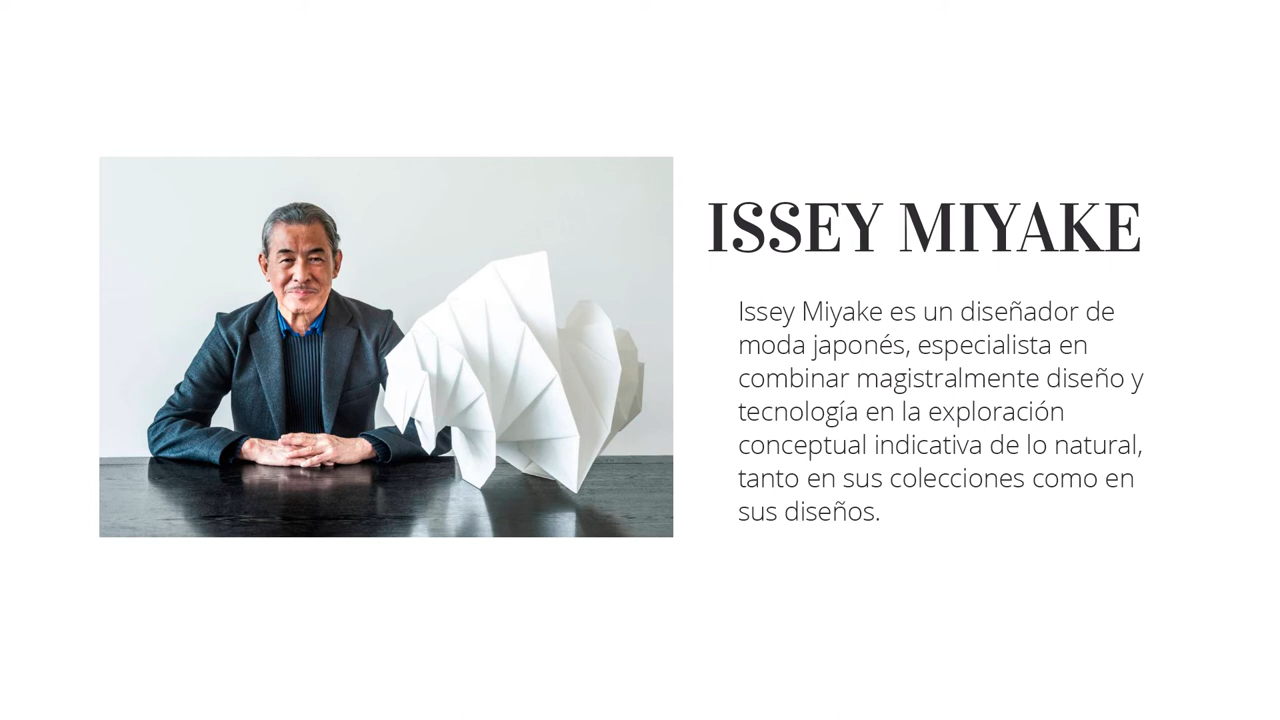 ISSEY MIYAKE
Issey Miyake es un diseñador de
moda japonés, especialista en
combinar magistralmente diseño y
tecnología en la exploración
conceptual indicativa de lo natural,
tanto en sus colecciones como en
sus diseños.